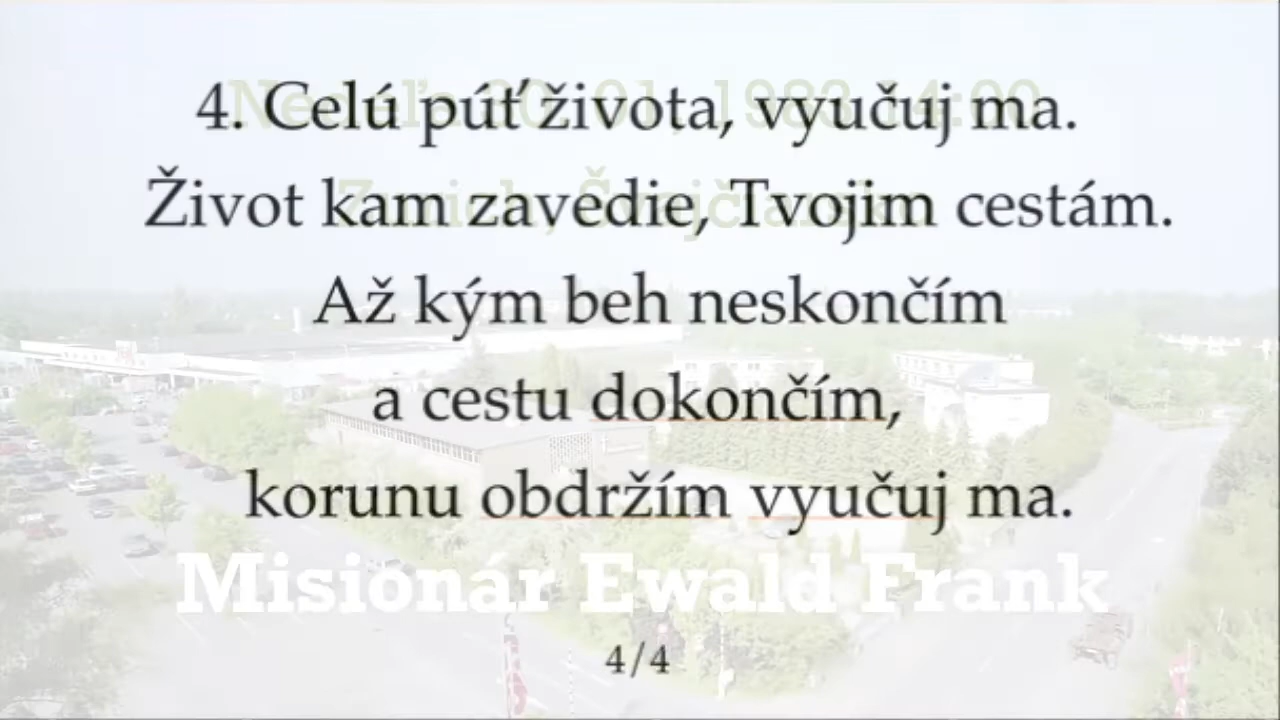 4. Celú púť života, vyučuj ma.
Život kam zavedie, Tvojim cestám.
Až kým beh neskončím
a cestu dokončím,
korunu obdržím vyučuj ma.
Misionár Ewald Frank
4/4